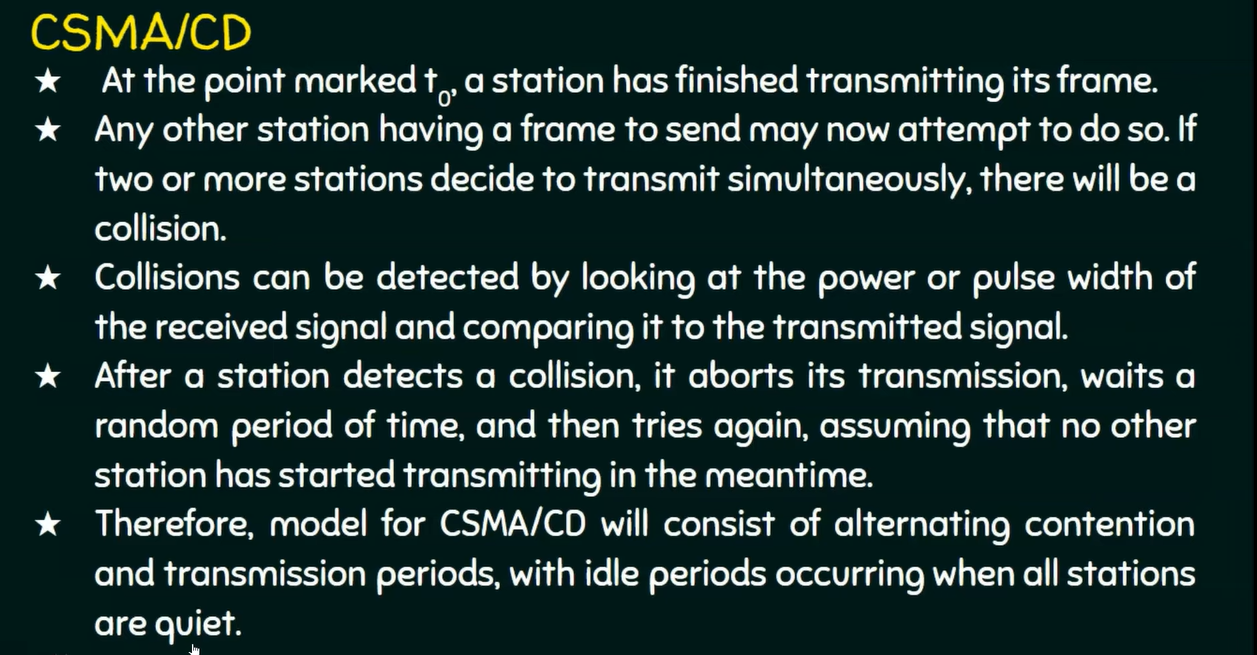 CSMA/CD
★ At the point marked t₀, a station has finished transmitting its frame.
★ Any other station having a frame to send may now attempt to do so. If
two or more stations decide to transmit simultaneously, there will be a
collision.
★ Collisions can be detected by looking at the power or pulse width of
the received signal and comparing it to the transmitted signal.
★ After a station detects a collision, it aborts its transmission, waits a
random period of time, and then tries again, assuming that no other
station has started transmitting in the meantime.
★ Therefore, model for CSMA/CD will consist of alternating contention
and transmission periods, with idle periods occurring when all stations
are quiet.